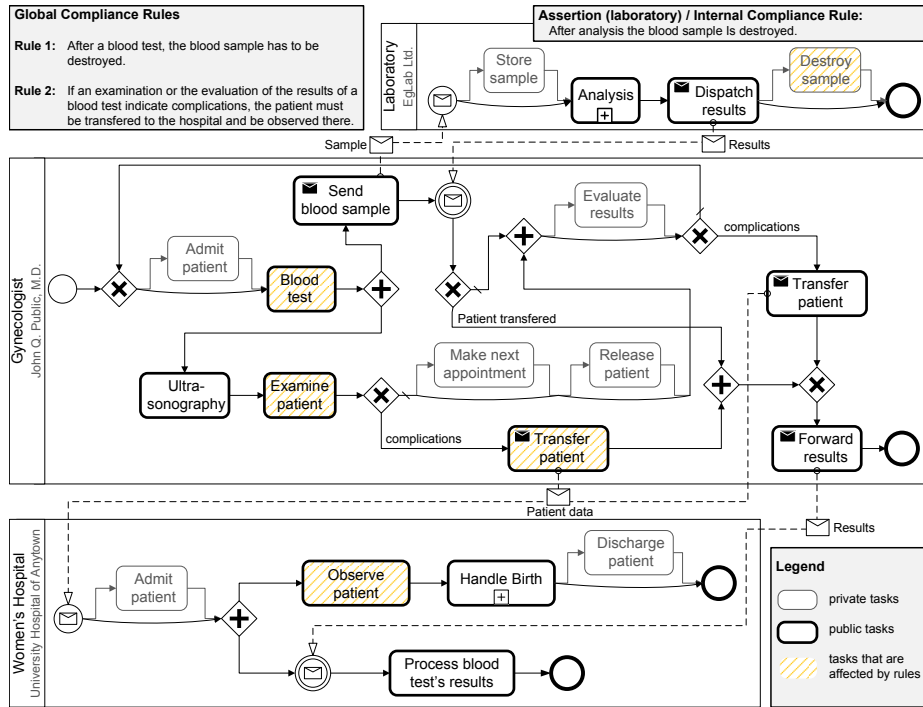 Global Compliance Rules
Rule 1: After a blood test, the blood sample has to be
destroyed.
Rule 2: If an examination or the evaluation of the results of a
blood test indicate complications, the patient must
be transfered to the hospital and be observed there.
Assertion (laboratory) / Internal Compliance Rule:
After analysis the blood sample Is destroyed.
Laboratory
EgLab Ltd.
Store
sample
Analysis
Dispatch
results
Destroy
sample
Sample
Results
Gynecologist
John Q. Public, M.D.
Send
blood sample
Evaluate
results
complications
Admit
patient
Blood
test
Transfer
patient
Patient transfered
Ultra-
sonography
Examine
patient
Make next
appointment
Release
patient
complications
Transfer
patient
Forward
results
Patient data
Results
Women's Hospital
University Hospital of Anytown
Admit
patient
Observe
patient
Handle Birth
Discharge
patient
Process blood
test's results
Legend
private tasks
public tasks
tasks that are
affected by rules